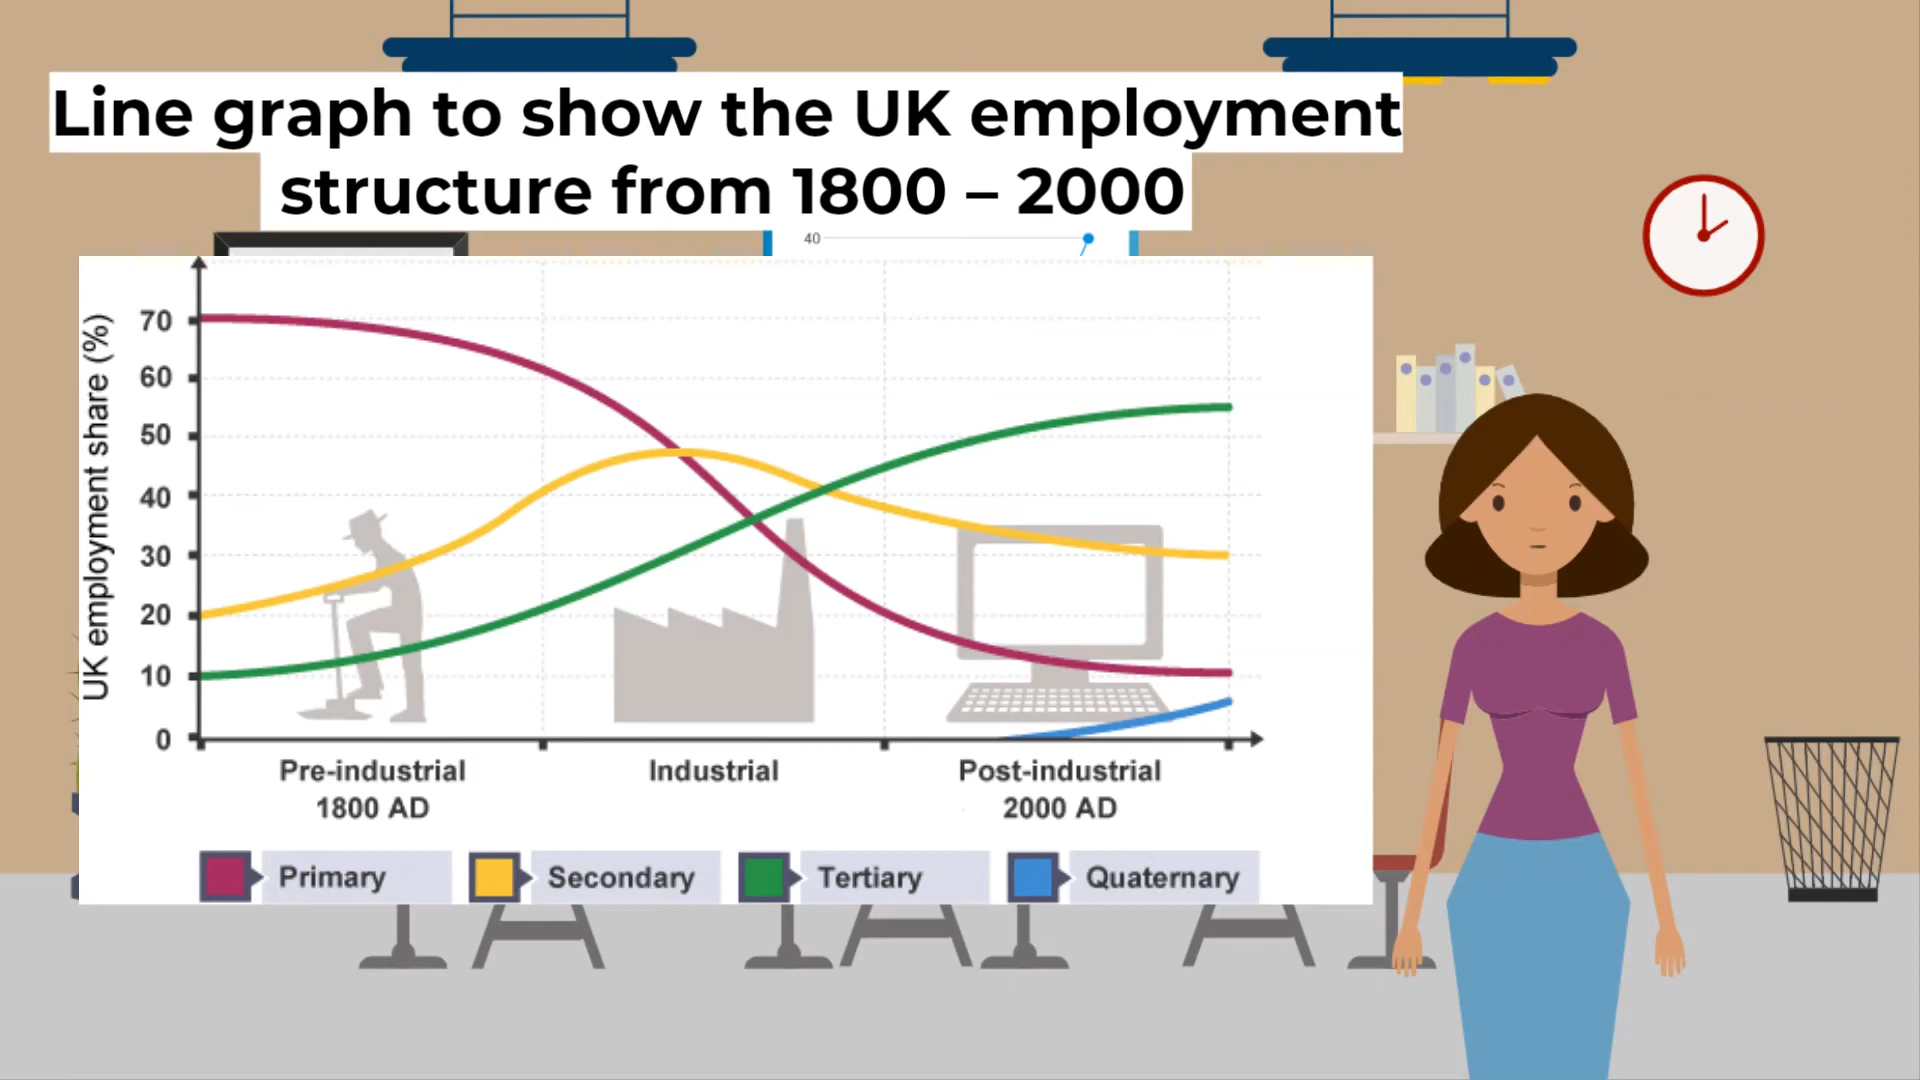 Line graph to show the UK employment
structure from 1800 – 2000
40
UK employment share (%)
70
60
50
40
30
20
10
0
Pre-industrial
1800 AD
Industrial
Post-industrial
2000 AD
Primary
Secondary
Tertiary
Quaternary